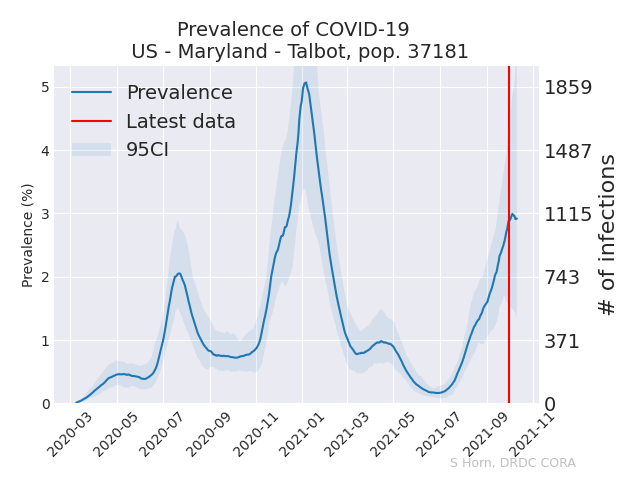 Prevalence of COVID-19
US - Maryland - Talbot, pop. 37181
Prevalence
Latest data
95CI
Prevalence (%)
5
4
3
2
1
0
1859
1487
1115
743
371
0
# of infections
2020-03
2020-05
2020-07
2020-09
2020-11
2021-01
2021-03
2021-05
2021-07
2021-09
2021-11
S Horn, DRDC CORA